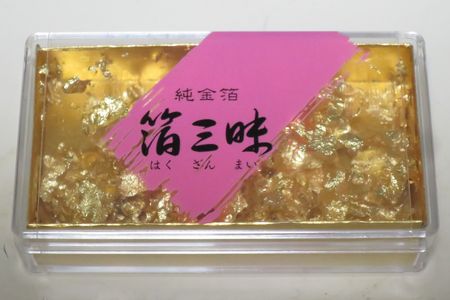 純金箔
箔三昧
はく ざん まい